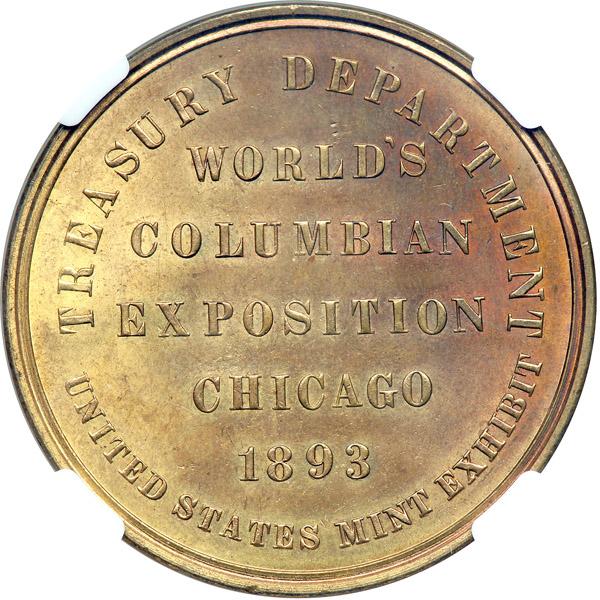 TREASURY DEPARTMENT
WORLD'S
COLUMBIAN
EXPOSITION
CHICAGO
1893
UNITED STATES MINT EXHIBIT